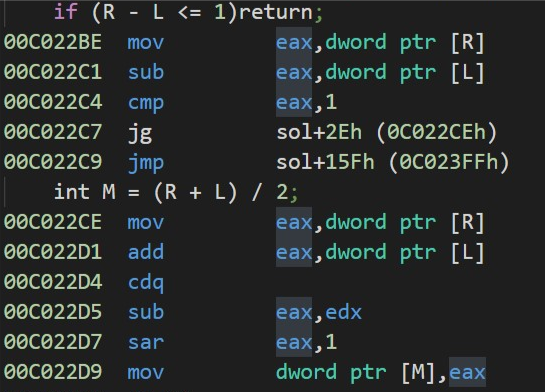 if (R - L <= 1)return;
00C022BE mov eax,dword ptr [R]
00C022C1 sub eax,dword ptr [L]
00C022C4 cmp eax,1
00C022C7 jg sol+2Eh (0C022CEh)
00C022C9 jmp sol+15Fh (0C023FFh)
int M = (R + L) / 2;
00C022CE mov eax,dword ptr [R]
00C022D1 add eax,dword ptr [L]
00C022D4 cdq
00C022D5 sub eax,edx
00C022D7 sar eax,1
00C022D9 mov dword ptr [M],eax